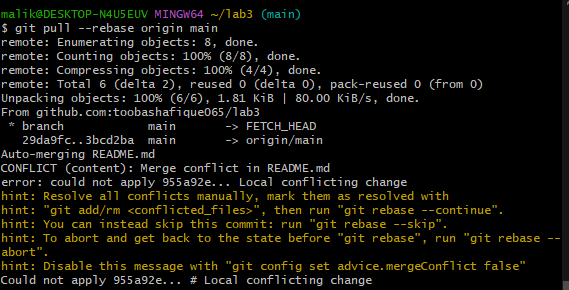 malik@DESKTOP-N4U5EUV MINGW64 ~/lab3 (main)
$ git pull --rebase origin main
remote: Enumerating objects: 8, done.
remote: Counting objects: 100% (8/8), done.
remote: Compressing objects: 100% (4/4), done.
remote: Total 6 (delta 2), reused 0 (delta 0), pack-reused 0 (from 0)
Unpacking objects: 100% (6/6), 1.81 KiB | 80.00 KiB/s, done.
From github.com:toobashafique065/lab3
 * branch            main       -> FETCH_HEAD
   29da9fc..3bcd2ba  main       -> origin/main
Auto-merging README.md
CONFLICT (content): Merge conflict in README.md
error: could not apply 955a92e... Local conflicting change
hint: Resolve all conflicts manually, mark them as resolved with
hint: "git add/rm <conflicted_files>", then run "git rebase --continue".
hint: You can instead skip this commit: run "git rebase --skip".
hint: To abort and get back to the state before "git rebase", run "git rebase --
abort".
hint: Disable this message with "git config set advice.mergeConflict false"
Could not apply 955a92e... # Local conflicting change